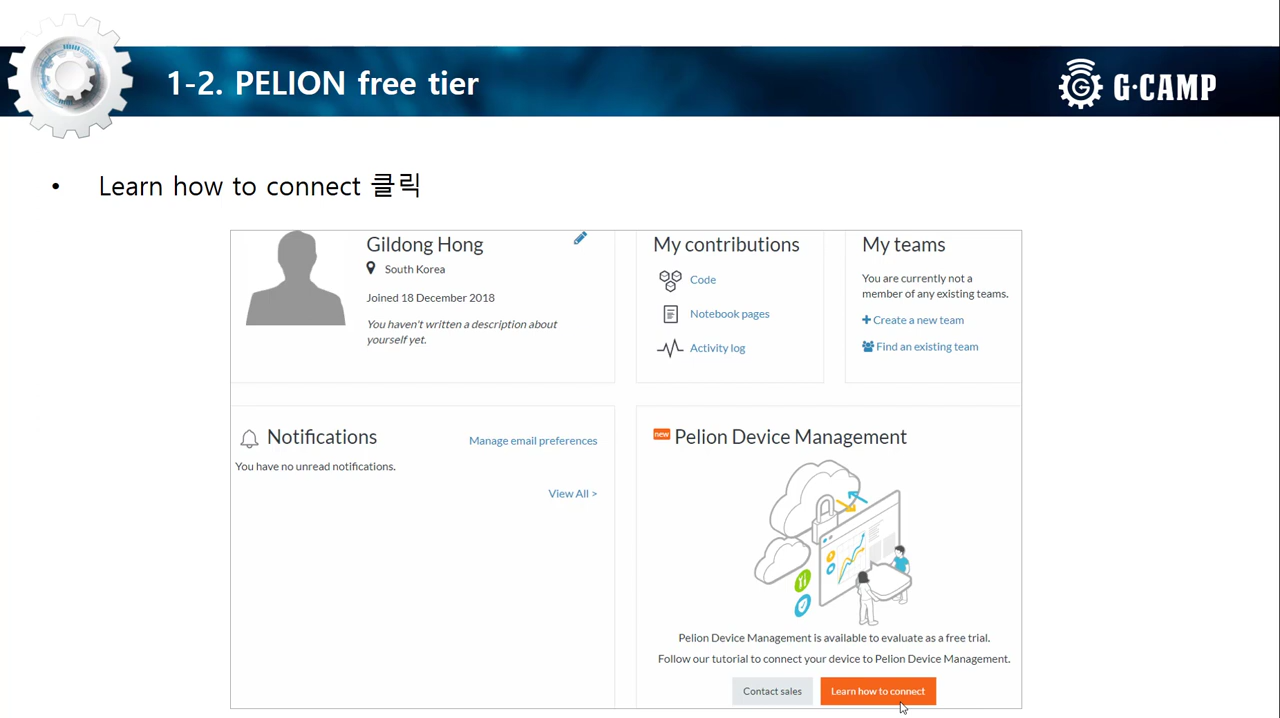 1-2. PELION free tier
G·CAMP
• Learn how to connect 클릭
Gildong Hong
South Korea
Joined 18 December 2018
You haven't written a description about
yourself yet.
My contributions
Code
Notebook pages
Activity log
My teams
You are currently not a
member of any existing teams.
Create a new team
Find an existing team
Notifications
Manage email preferences
You have no unread notifications.
View All >
new Pelion Device Management
Pelion Device Management is available to evaluate as a free trial.
Follow our tutorial to connect your device to Pelion Device Management.
Contact sales
Learn how to connect